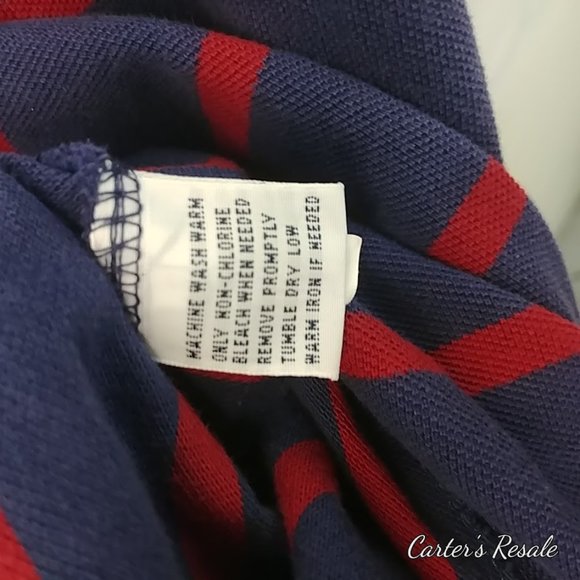 MACHINE WASH WARM
ONLY NON-CHLORINE
BLEACH WHEN NEEDED
REMOVE PROMPTLY
TUMBLE DRY LOW
WARM IRON IF NEEDED
Carter's Resale